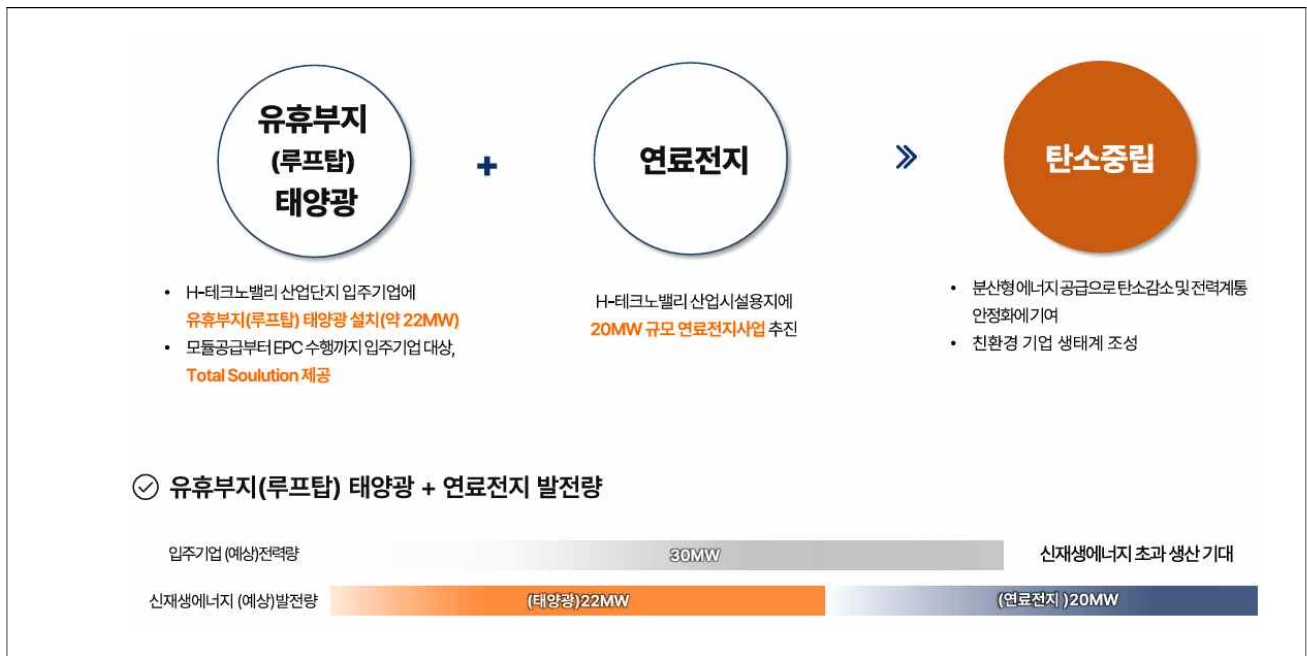 유휴부지
(루프탑)
태양광
+
연료전지
»
탄소중립
• H-테크노밸리 산업단지 입주기업에
유휴부지(루프탑) 태양광 설치(약 22MW)
• 모듈공급부터 EPC 수행까지 입주기업 대상,
Total Soulution 제공
H-테크노밸리 산업시설용지에
20MW 규모 연료전지사업 추진
• 분산형 에너지 공급으로 탄소감소 및 전력계통
안정화에 기여
• 친환경 기업 생태계 조성
유휴부지(루프탑) 태양광 + 연료전지 발전량
입주기업 (예상)전력량 30MW 신재생에너지 초과 생산 기대
신재생에너지 (예상)발전량 (태양광)22MW (연료전지 )20MW